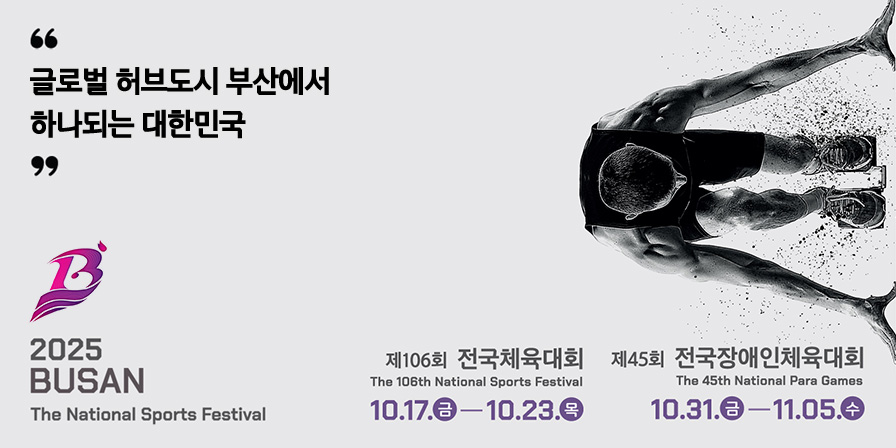 “
글로벌 허브도시 부산에서
하나되는 대한민국
”
B
2025
BUSAN
The National Sports Festival
제106회 전국체육대회
The 106th National Sports Festival
10.17.금—10.23.목
제45회 전국장애인체육대회
The 45th National Para Games
10.31.금—11.05.수